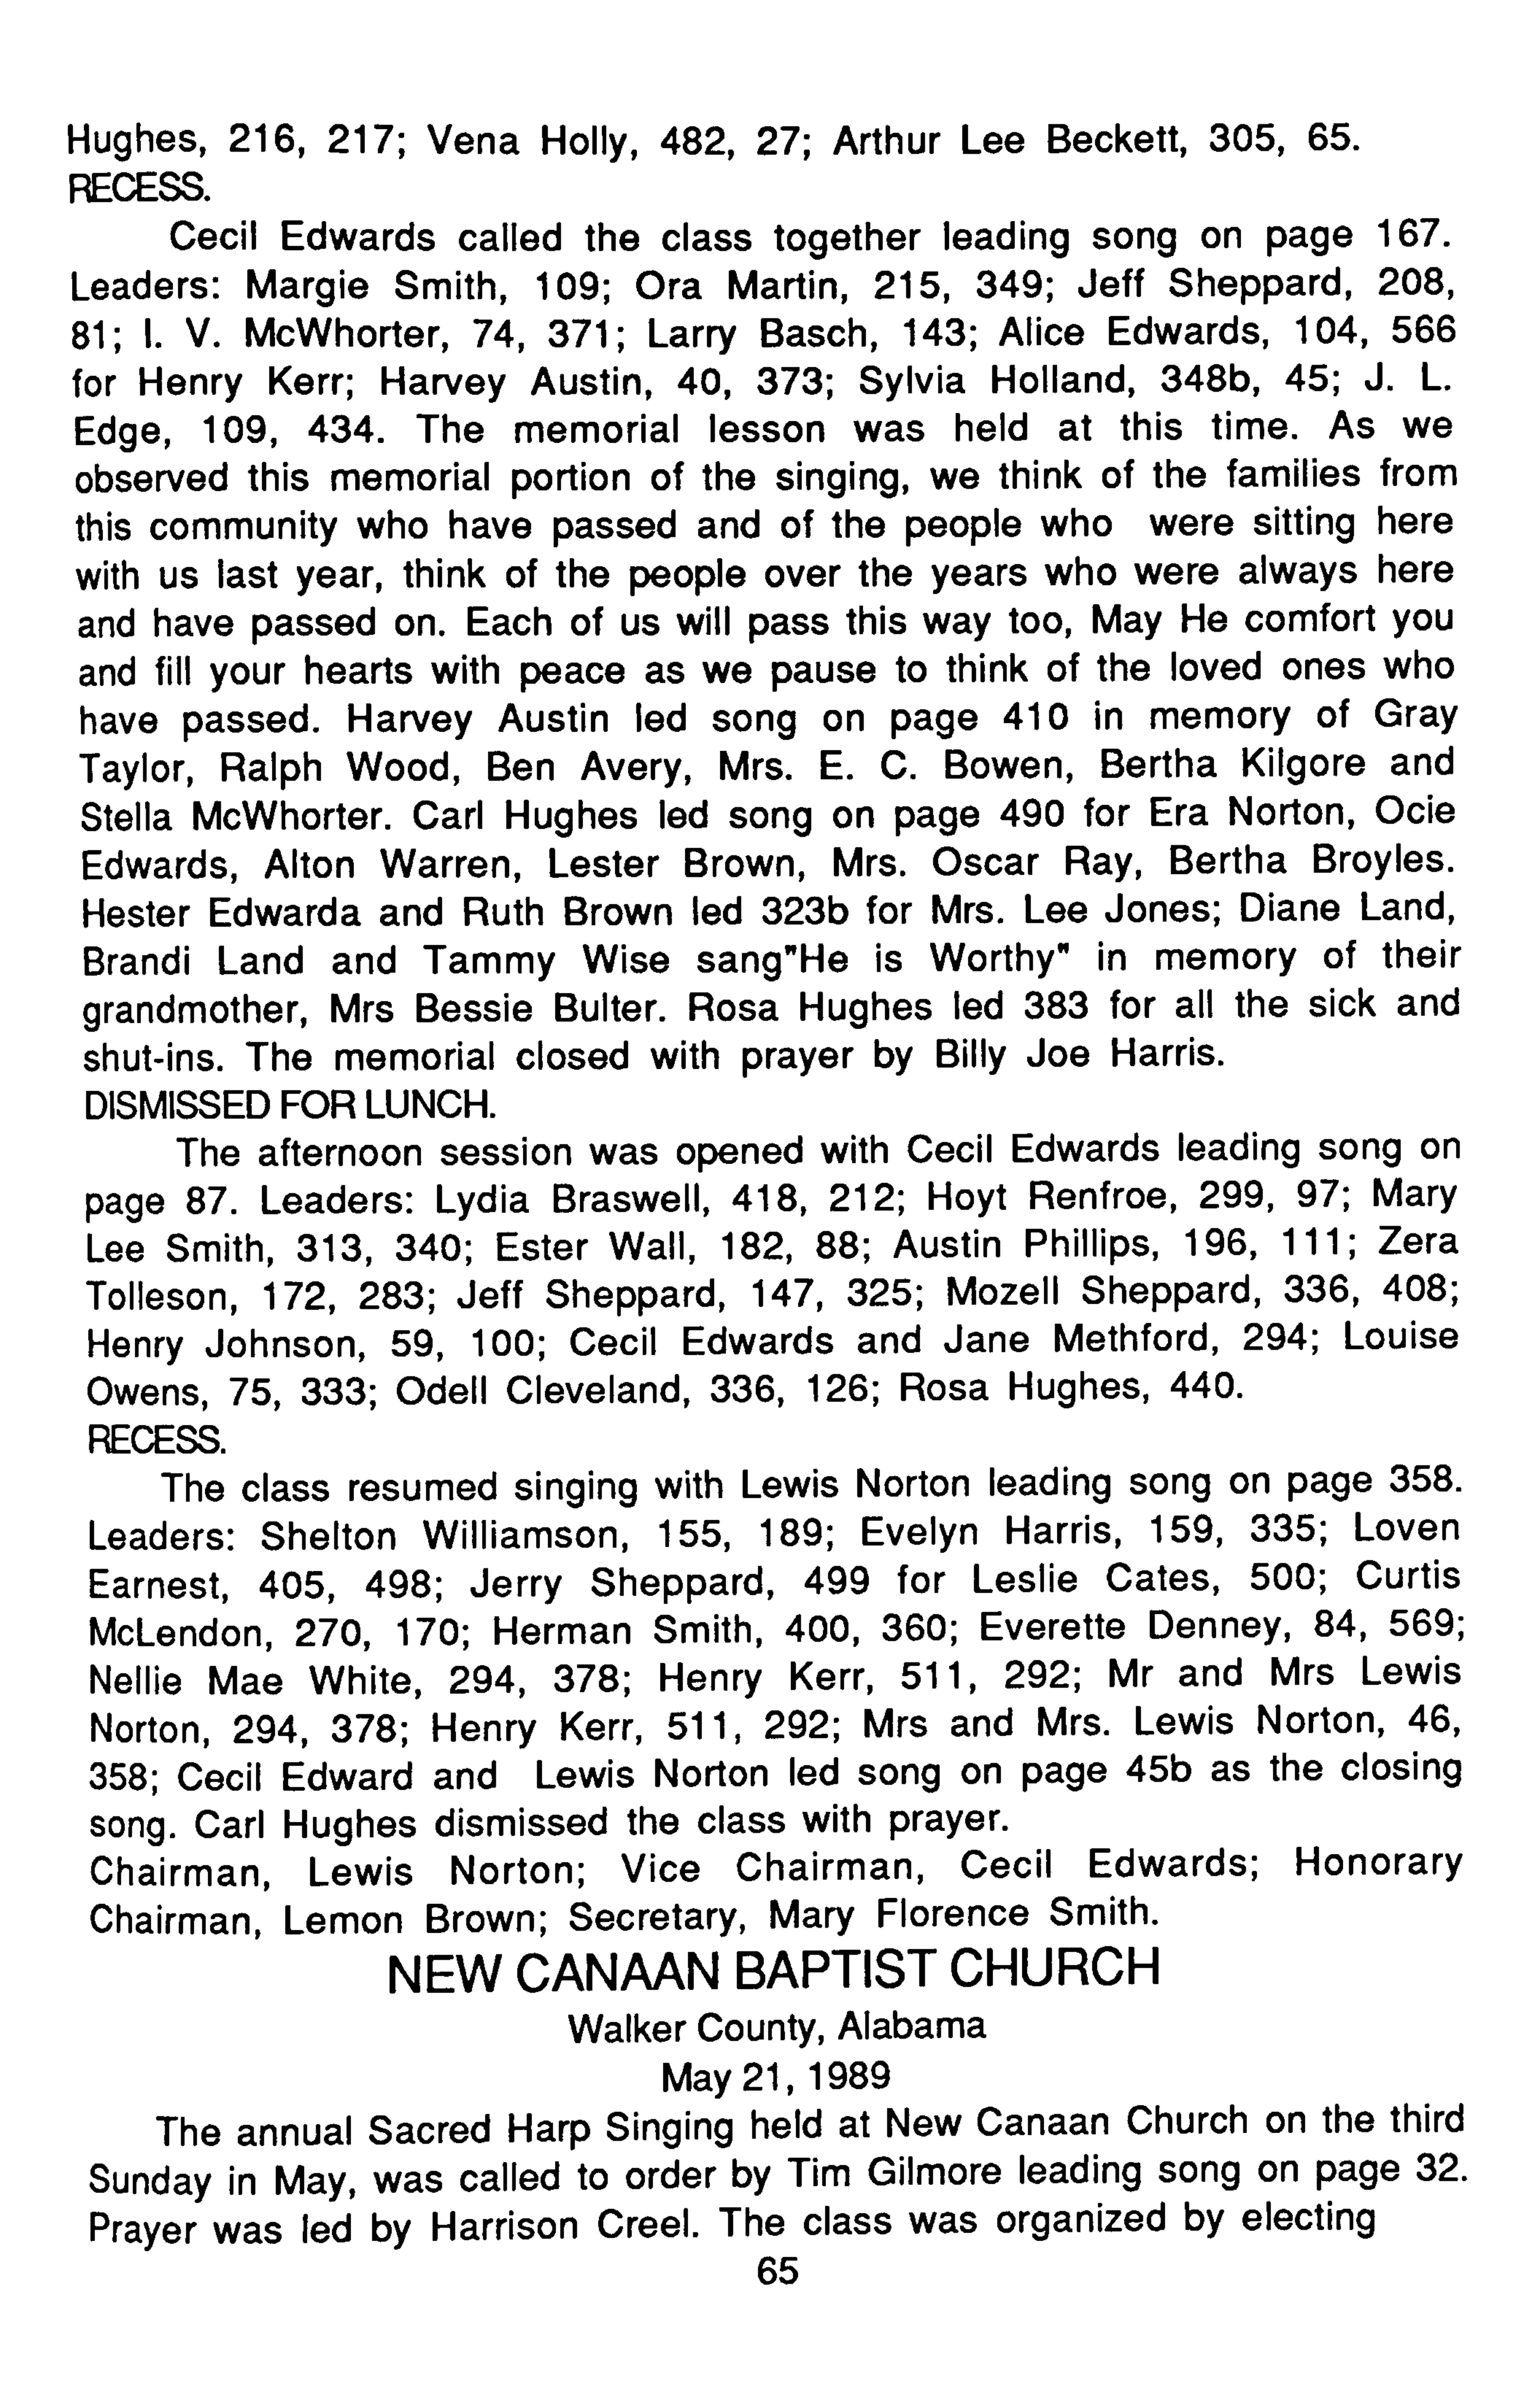 Hughes, 216, 217; Vena Holly, 482, 27; Arthur Lee Beckett, 305, 65.
RECESS.
Cecil Edwards called the class together leading song on page 167.
Leaders: Margie Smith, 109; Ora Martin, 215, 349; Jeff Sheppard, 208,
81; I. V. McWhorter, 74, 371; Larry Basch, 143; Alice Edwards, 104, 566
for Henry Kerr; Harvey Austin, 40, 373; Sylvia Holland, 348b, 45; J. L.
Edge, 109, 434. The memorial lesson was held at this time. As we
observed this memorial portion of the singing, we think of the families from
this community who have passed and of the people who were sitting here
with us last year, think of the people over the years who were always here
and have passed on. Each of us will pass this way too, May He comfort you
and fill your hearts with peace as we pause to think of the loved ones who
have passed. Harvey Austin led song on page 410 in memory of Gray
Taylor, Ralph Wood, Ben Avery, Mrs. E. C. Bowen, Bertha Kilgore and
Stella McWhorter. Carl Hughes led song on page 490 for Era Norton, Ocie
Edwards, Alton Warren, Lester Brown, Mrs. Oscar Ray, Bertha Broyles.
Hester Edwarda and Ruth Brown led 323b for Mrs. Lee Jones; Diane Land,
Brandi Land and Tammy Wise sang"He is Worthy" in memory of their
grandmother, Mrs Bessie Bulter. Rosa Hughes led 383 for all the sick and
shut-ins. The memorial closed with prayer by Billy Joe Harris.
DISMISSED FOR LUNCH.
The afternoon session was opened with Cecil Edwards leading song on
page 87. Leaders: Lydia Braswell, 418, 212; Hoyt Renfroe, 299, 97; Mary
Lee Smith, 313, 340; Ester Wall, 182, 88; Austin Phillips, 196, 111; Zera
Tolleson, 172, 283; Jeff Sheppard, 147, 325; Mozell Sheppard, 336, 408;
Henry Johnson, 59, 100; Cecil Edwards and Jane Methford, 294; Louise
Owens, 75, 333; Odell Cleveland, 336, 126; Rosa Hughes, 440.
RECESS.
The class resumed singing with Lewis Norton leading song on page 358.
Leaders: Shelton Williamson, 155, 189; Evelyn Harris, 159, 335; Loven
Earnest, 405, 498; Jerry Sheppard, 499 for Leslie Cates, 500; Curtis
McLendon, 270, 170; Herman Smith, 400, 360; Everette Denney, 84, 569;
Nellie Mae White, 294, 378; Henry Kerr, 511, 292; Mr and Mrs Lewis
Norton, 294, 378; Henry Kerr, 511, 292; Mrs and Mrs. Lewis Norton, 46,
358; Cecil Edward and Lewis Norton led song on page 45b as the closing
song. Carl Hughes dismissed the class with prayer.
Chairman, Lewis Norton; Vice Chairman, Cecil Edwards; Honorary
Chairman, Lemon Brown; Secretary, Mary Florence Smith.
NEW CANAAN BAPTIST CHURCH
Walker County, Alabama
May 21, 1989
The annual Sacred Harp Singing held at New Canaan Church on the third
Sunday in May, was called to order by Tim Gilmore leading song on page 32.
Prayer was led by Harrison Creel. The class was organized by electing
65